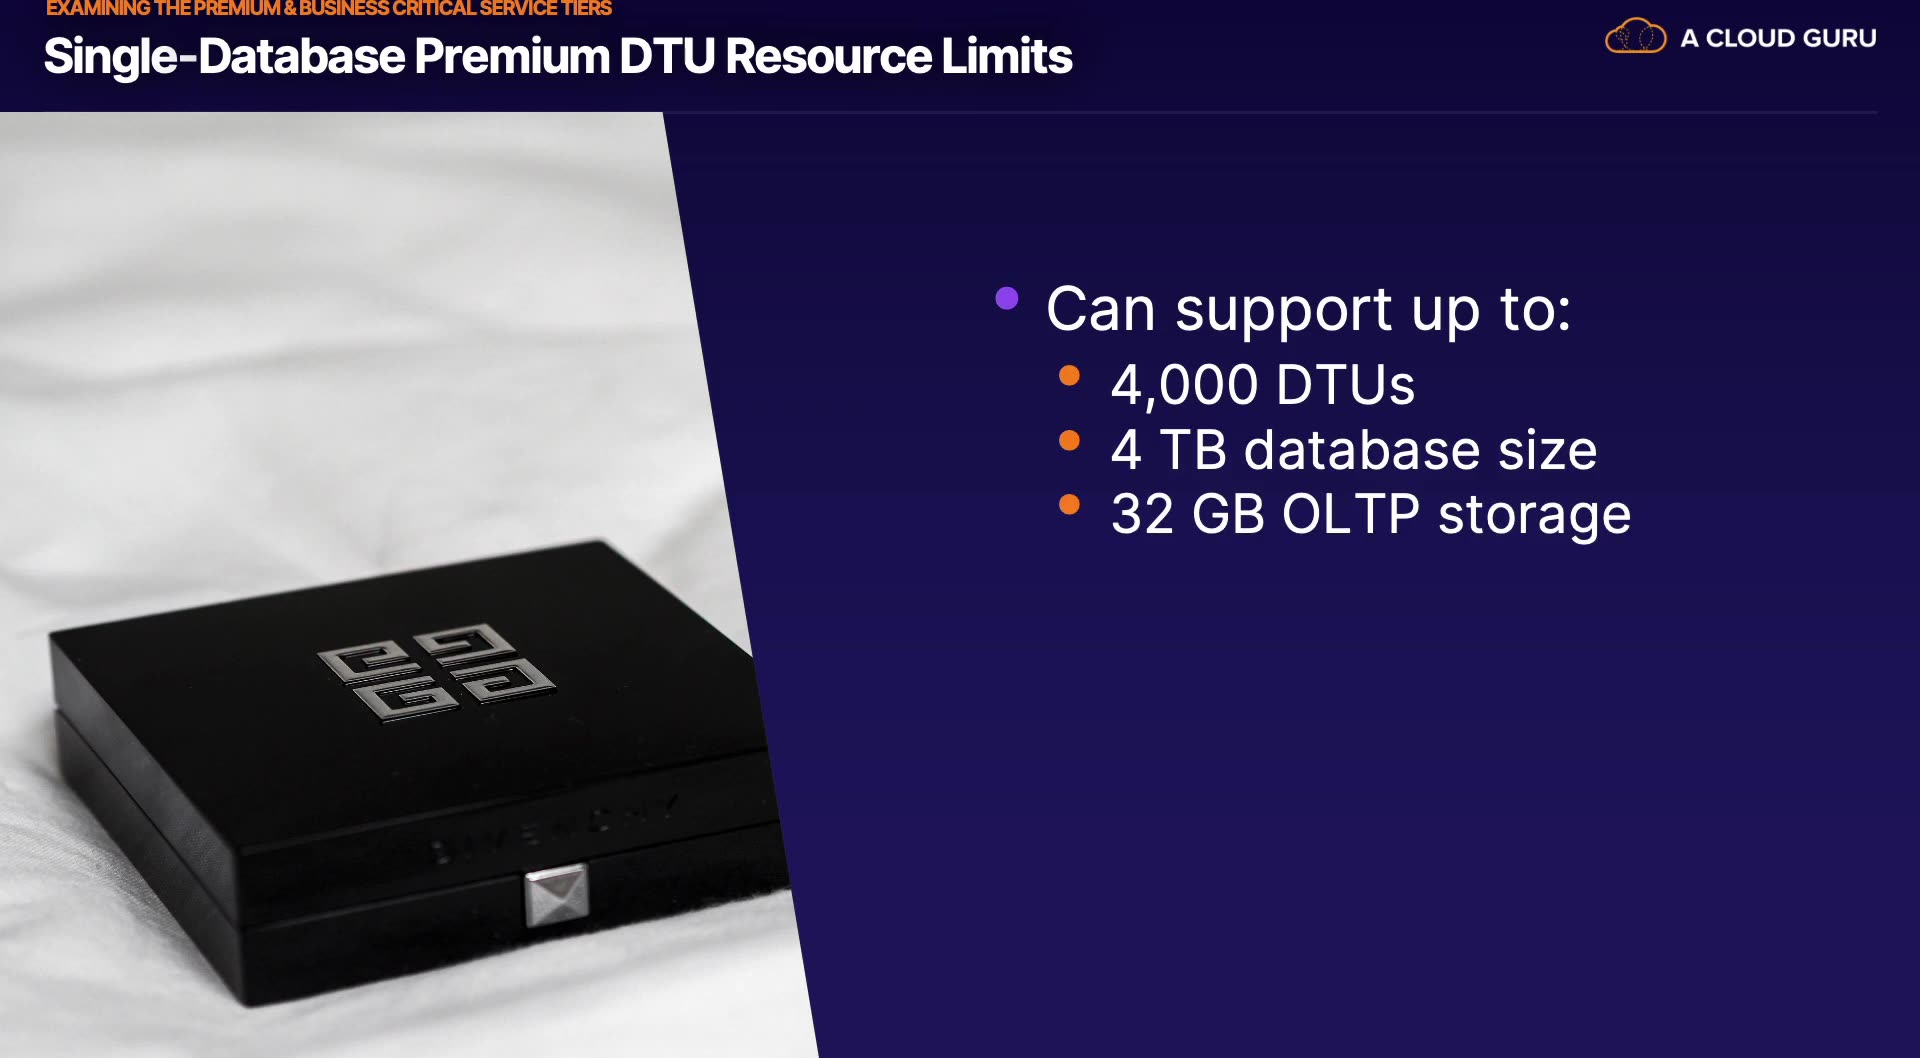 EXAMINING THE PREMIUM & BUSINESS CRITICAL SERVICE TIERS
Single-Database Premium DTU Resource Limits
A CLOUD GURU
Can support up to:
4,000 DTUs
4 TB database size
32 GB OLTP storage
GIVENCHY